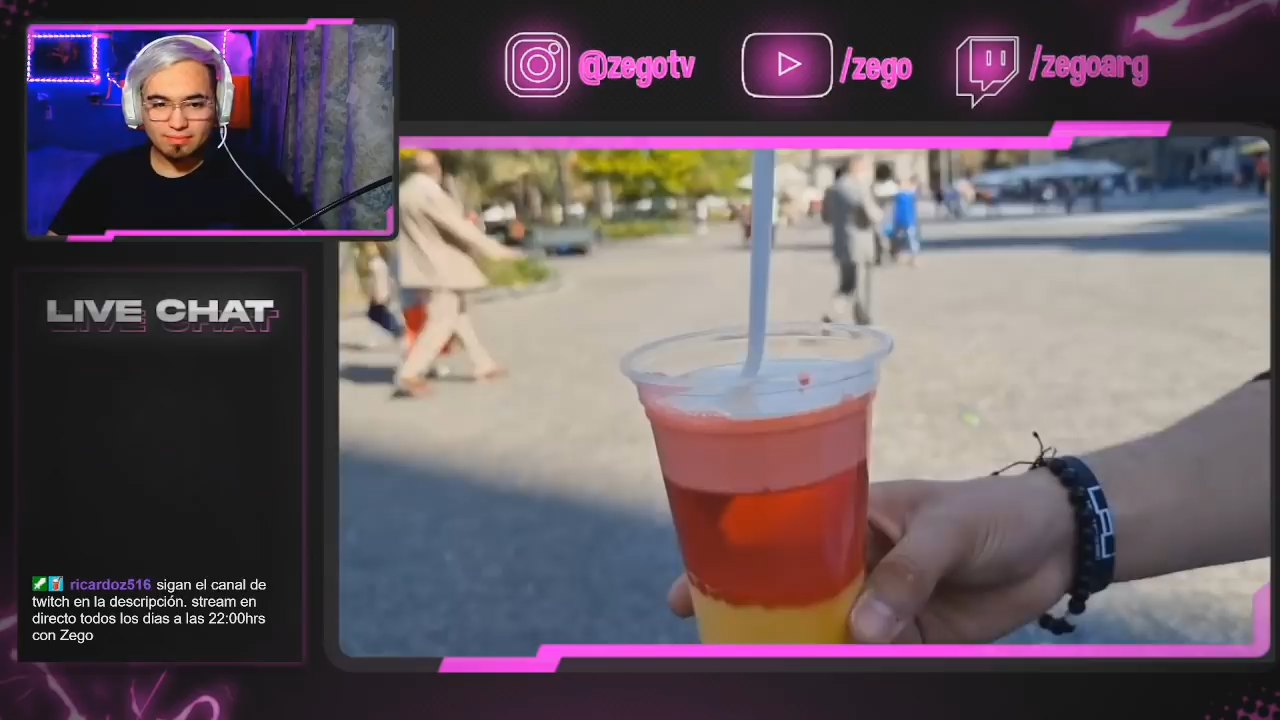 @zegotv
/zego
/zegoarg
LIVE CHAT
ricardoz516 sigan el canal de
twitch en la descripción. stream en
directo todos los dias a las 22:00hrs
con Zego